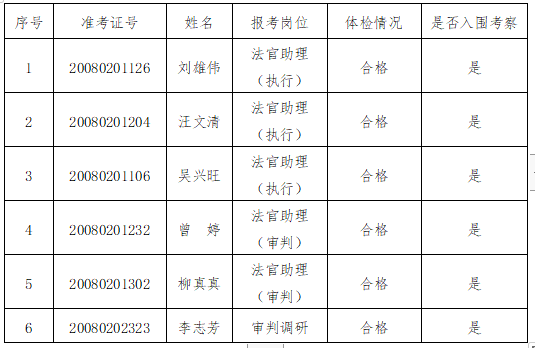 序号 准考证号 姓名 报考岗位 体检情况 是否入围考察
1 20080201126 刘雄伟 法官助理（执行） 合格 是
2 20080201204 汪文清 法官助理（执行） 合格 是
3 20080201106 吴兴旺 法官助理（执行） 合格 是
4 20080201232 曾　婷 法官助理（审判） 合格 是
5 20080201302 柳真真 法官助理（审判） 合格 是
6 20080202323 李志芳 审判调研 合格 是